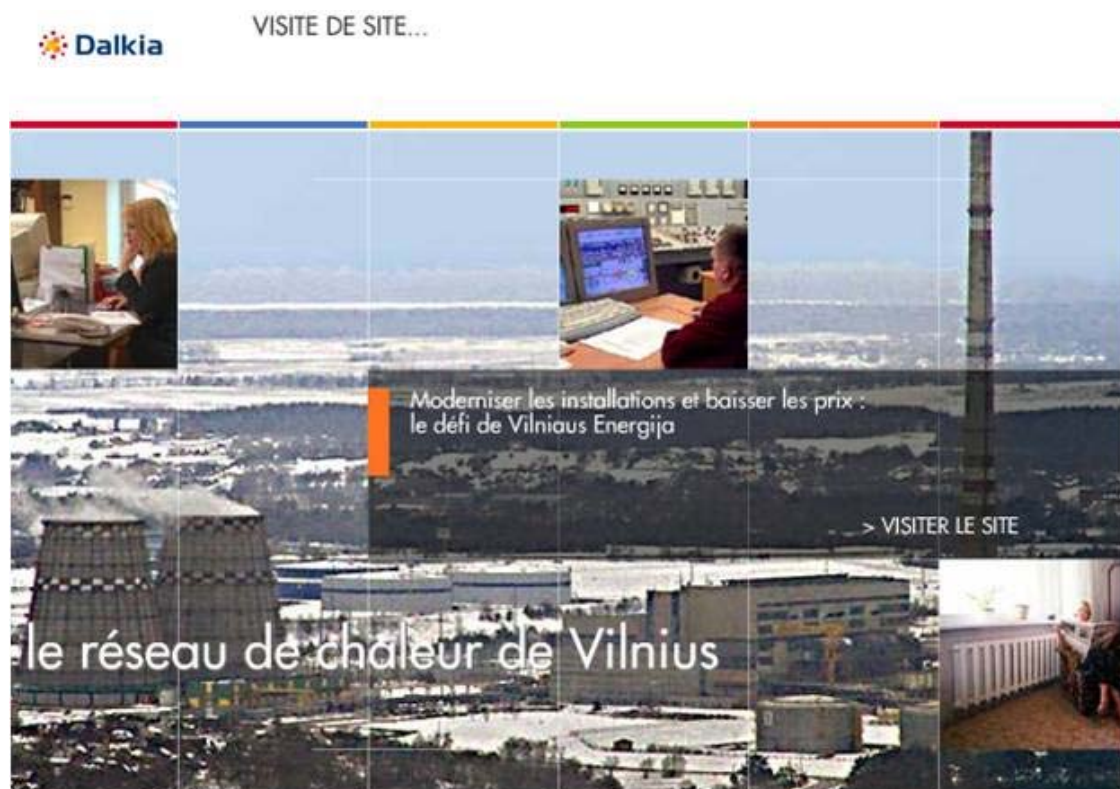 Dalkia
VISITE DE SITE...
Moderniser les installations et baisser les prix :
le défi de Vilniaus Energija
> VISITER LE SITE
le réseau de chaleur de Vilnius